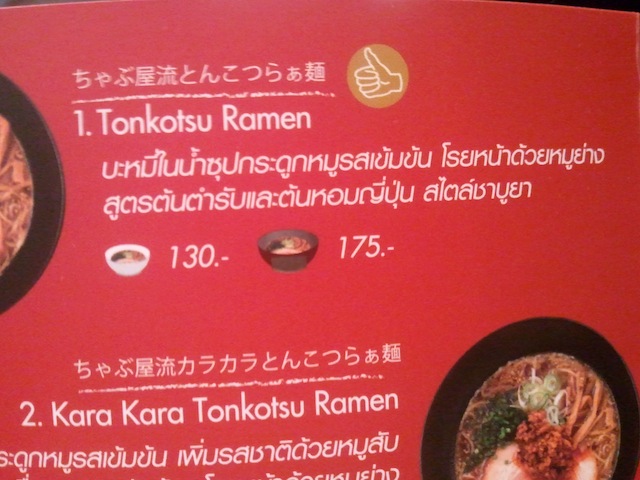 ちゃぶ屋流とんこつらぁ麺
1. Tonkotsu Ramen
บะหมี่ในน้ำซุปกระดูกหมูรสเข้มข้น โรยหน้าด้วยหมูย่าง
สูตรต้นตำรับและต้นหอมญี่ปุ่น สไตล์ชาบูยา
130.- 175.-
ちゃぶ屋流カラカラとんこつらぁ麺
2. Kara Kara Tonkotsu Ramen
ระดูกหมูรสเข้มข้น เพิ่มรสชาติด้วยหมูสับ